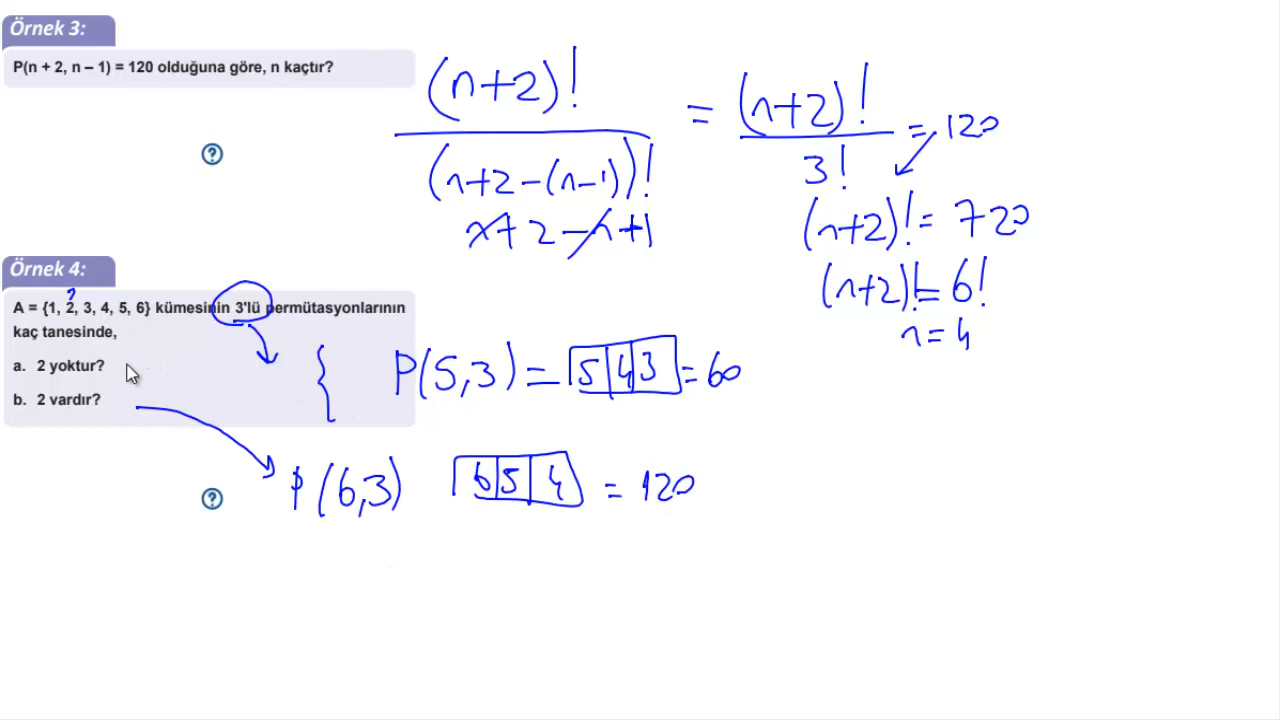 Örnek 3:
P(n + 2, n – 1) = 120 olduğuna göre, n kaçtır?
(n+2)!
(n+2-(n-1))!
n+2-n+1
= (n+2)!
3!
= 120
(n+2)! = 720
(n+2)! = 6!
n = 4
?
Örnek 4:
A = {1, 2, 3, 4, 5, 6} kümesinin 3'lü permütasyonlarının
kaç tanesinde,
a. 2 yoktur?
b. 2 vardır?
{ P(5,3) = 5 4 3 = 60
P(6,3) 6 5 4 = 120
?